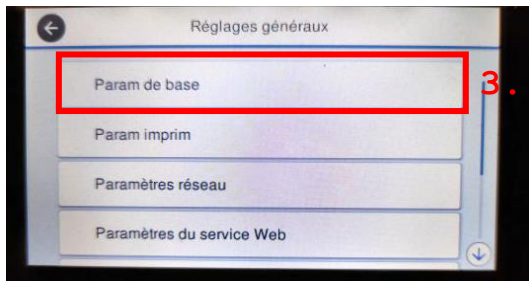 Réglages généraux
Param de base
3.
Param imprim
Paramètres réseau
Paramètres du service Web